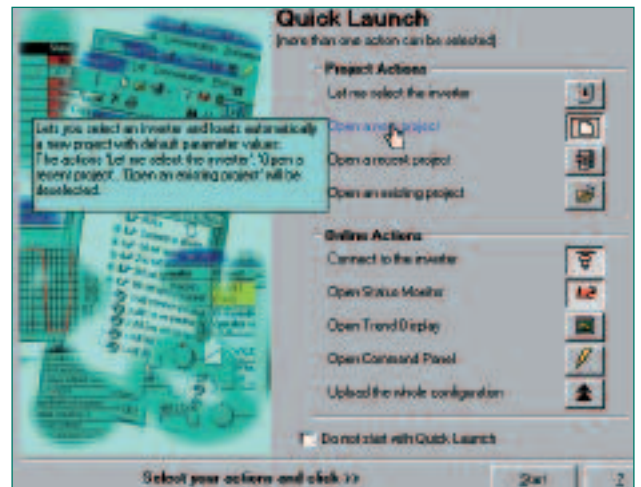 Quick Launch
[more than one action can be selected]
Project Actions
Let me select the inverter
Open a new project
Open a recent project
Open an existing project
Lets you select an Inverter and loads automatically
a new project with default parameter values:
The actions 'Let me select the inverter', 'Open a
recent project', 'Open an existing project' will be
deselected.
Online Actions
Connect to the inverter
Open Status Monitor
Open Trend Display
Open Command Panel
Upload the whole configuration
Do not start with Quick Launch
Select your actions and click >>
Start
?